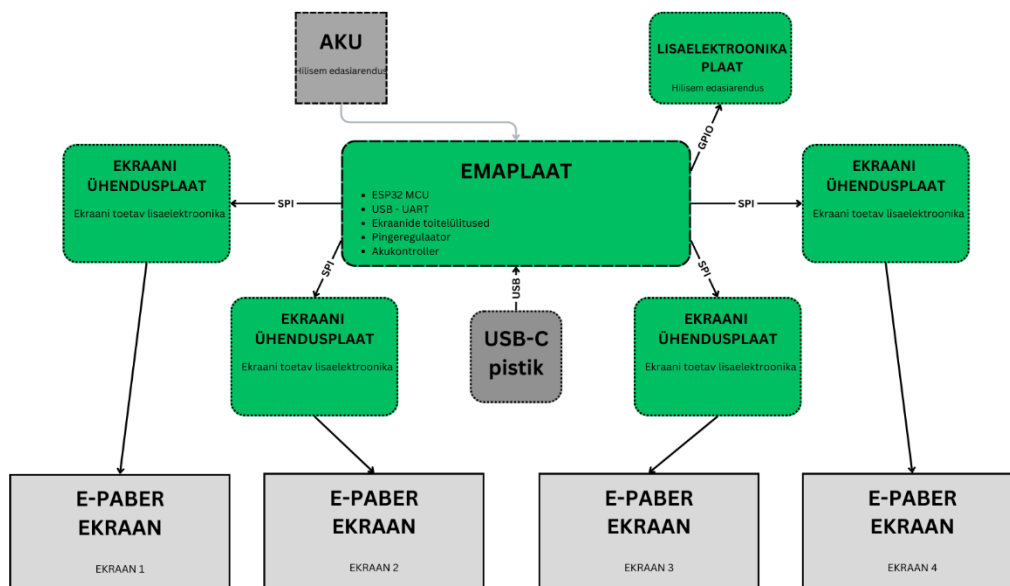 AKU
Hilisem edasiarendus
LISAELEKTROONIKA
PLAAT
Hilisem edasiarendus
GPIO
EKRAANI
ÜHENDUSPLAAT
Ekraani toetav lisaelektroonika
SPI
EMAPLAAT
ESP32 MCU
USB - UART
Ekraanide toitelülitused
Pingeregulaator
Akukontroller
SPI
EKRAANI
ÜHENDUSPLAAT
Ekraani toetav lisaelektroonika
SPI
USB
SPI
EKRAANI
ÜHENDUSPLAAT
Ekraani toetav lisaelektroonika
USB-C
pistik
EKRAANI
ÜHENDUSPLAAT
Ekraani toetav lisaelektroonika
E-PABER
EKRAAN
EKRAAN 1
E-PABER
EKRAAN
EKRAAN 2
E-PABER
EKRAAN
EKRAAN 3
E-PABER
EKRAAN
EKRAAN 4